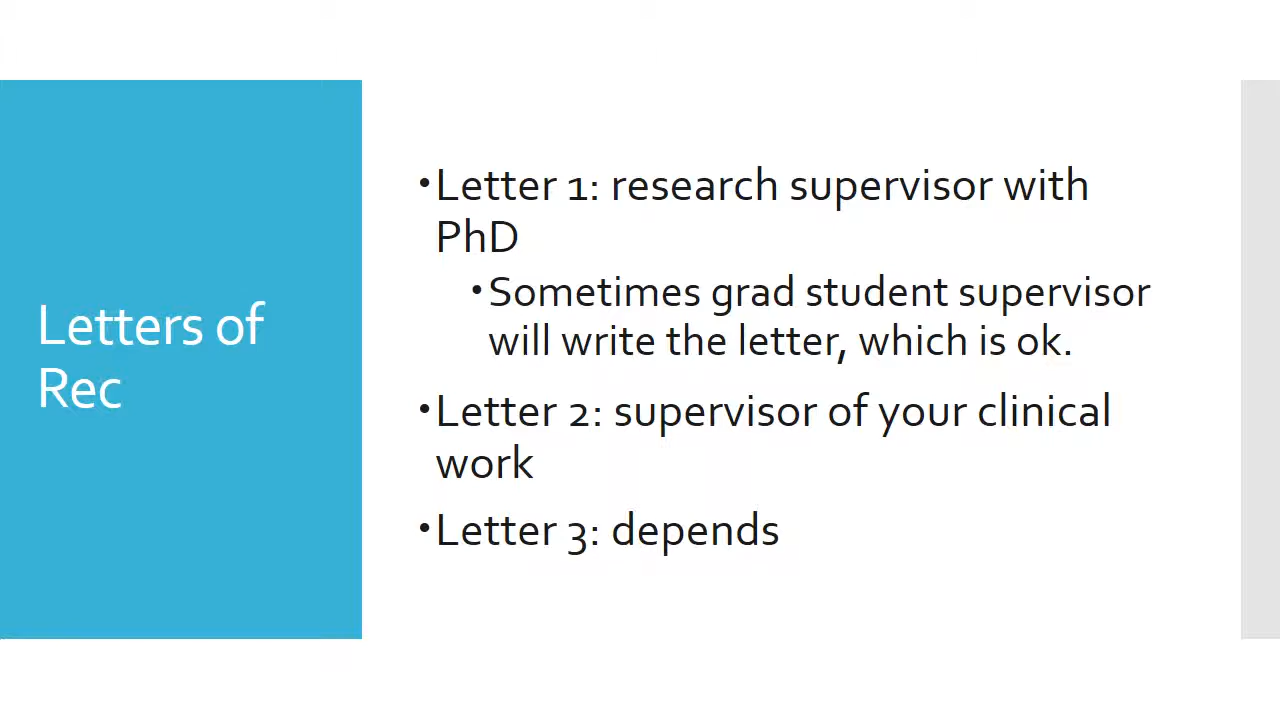 Letters of
Rec
•Letter 1: research supervisor with
PhD
•Sometimes grad student supervisor
will write the letter, which is ok.
•Letter 2: supervisor of your clinical
work
•Letter 3: depends